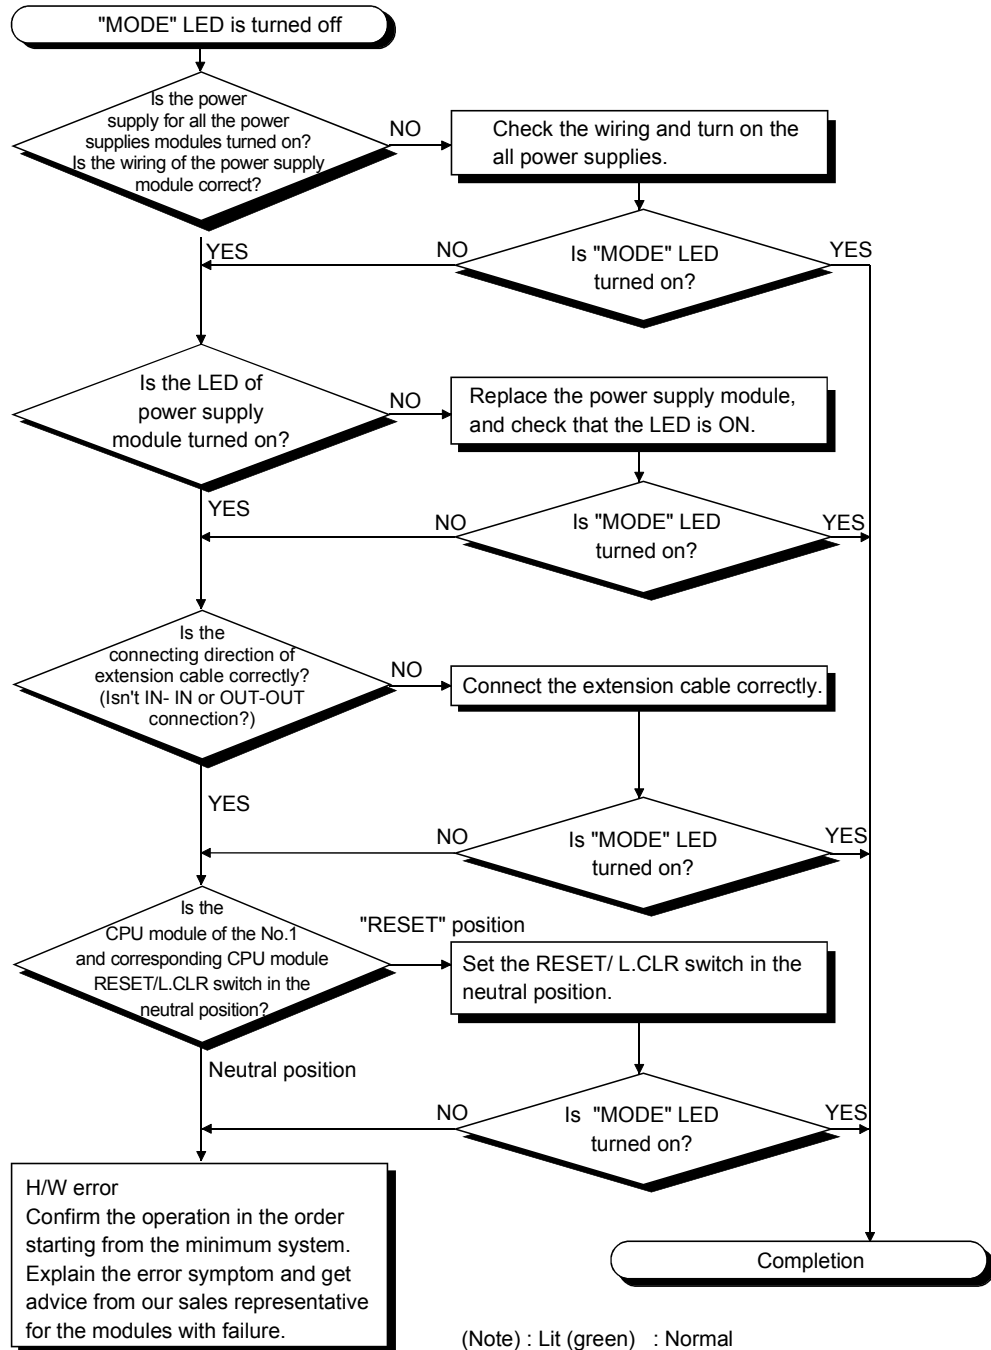 "MODE" LED is turned off
Is the power
supply for all the power
supplies modules turned on?
Is the wiring of the power supply
module correct?
NO
Check the wiring and turn on the
all power supplies.
YES
NO
Is "MODE" LED
turned on?
YES
Is the LED of
power supply
module turned on?
NO
Replace the power supply module,
and check that the LED is ON.
YES
NO
Is "MODE" LED
turned on?
YES
Is the
connecting direction of
extension cable correctly?
(Isn't IN- IN or OUT-OUT
connection?)
NO
Connect the extension cable correctly.
YES
NO
Is "MODE" LED
turned on?
YES
Is the
CPU module of the No.1
and corresponding CPU module
RESET/L.CLR switch in the
neutral position?
"RESET" position
Set the RESET/ L.CLR switch in the
neutral position.
Neutral position
NO
Is "MODE" LED
turned on?
YES
H/W error
Confirm the operation in the order
starting from the minimum system.
Explain the error symptom and get
advice from our sales representative
for the modules with failure.
Completion
(Note) : Lit (green) : Normal